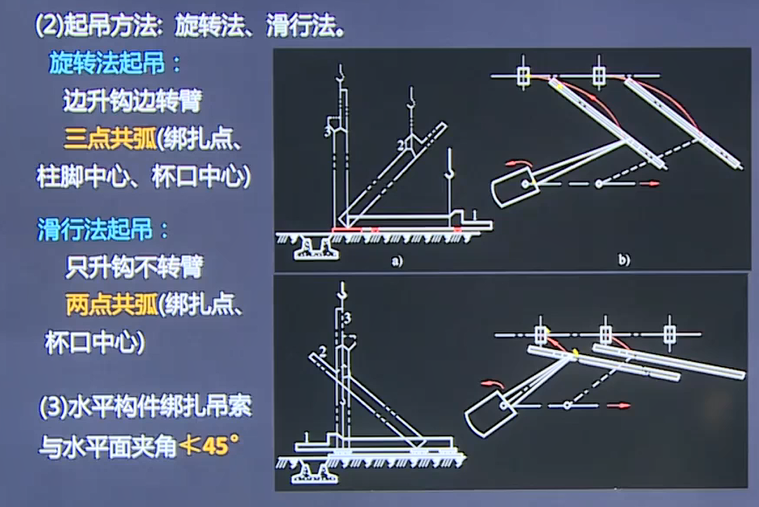 (2)起吊方法: 旋转法、滑行法。
旋转法起吊:
边升钩边转臂
三点共弧(绑扎点、
柱脚中心、杯口中心)
滑行法起吊:
只升钩不转臂
两点共弧(绑扎点、
杯口中心)
(3)水平构件绑扎吊索
与水平面夹角≮45°
3
2
1
a)
b)
3
2
1